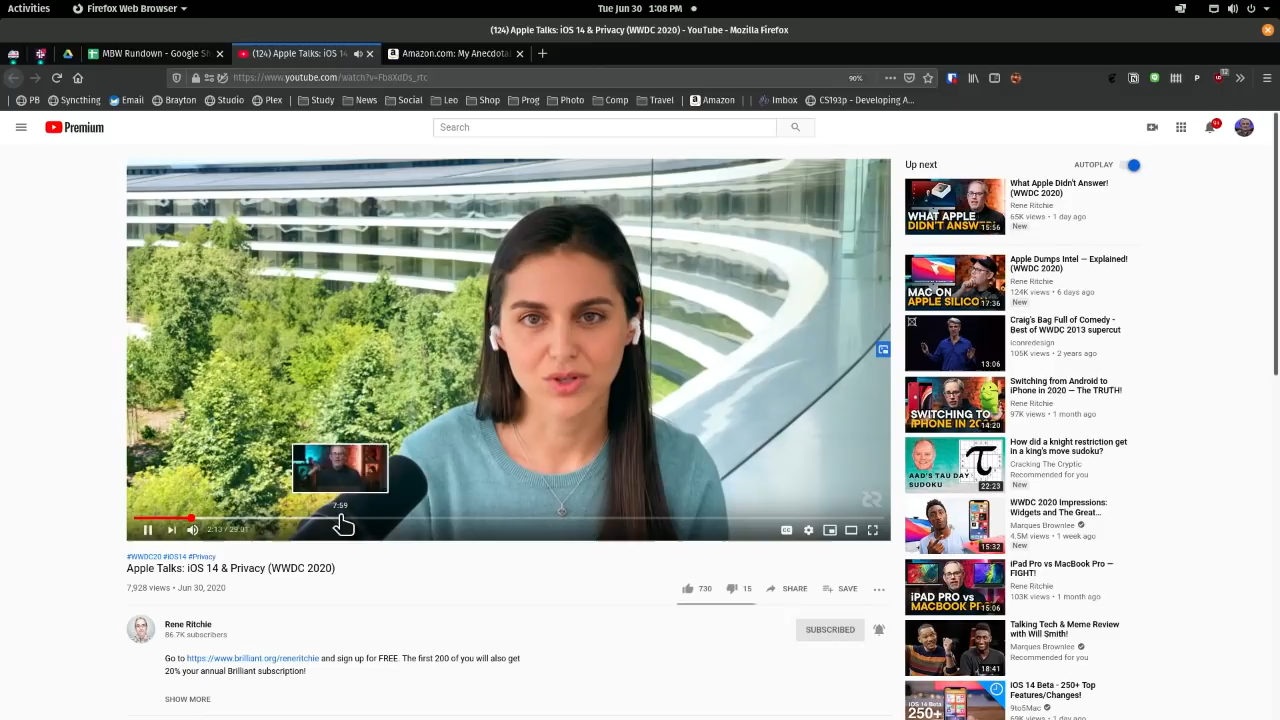 Activities
Firefox Web Browser
Tue Jun 30 1:08 PM
(124) Apple Talks: iOS 14 & Privacy (WWDC 2020) - YouTube - Mozilla Firefox
MBW Rundown - Google Sh
(124) Apple Talks: iOS 14
Amazon.com: My Anecdota
https://www.youtube.com/watch?v=Fb8XdDs_rtc
90%
PB Syncthing Email Brayton Studio Plex Study News Social Leo Shop Prog Photo Comp Travel Amazon Inbox CS193p - Developing A...
Premium
Search
9+
7:59
2:13 / 29:01
#WWDC20 #iOS14 #Privacy
Apple Talks: iOS 14 & Privacy (WWDC 2020)
7,928 views • Jun 30, 2020
730 15 SHARE SAVE
Rene Ritchie
86.7K subscribers
SUBSCRIBED
Go to https://www.brilliant.org/reneritchie and sign up for FREE. The first 200 of you will also get
20% your annual Brilliant subscription!
SHOW MORE
Up next
AUTOPLAY
WHAT APPLE
DIDN'T ANSW
15:56
What Apple Didn't Answer!
(WWDC 2020)
Rene Ritchie
65K views • 1 day ago
New
MAC ON
APPLE SILICO
17:36
Apple Dumps Intel — Explained!
(WWDC 2020)
Rene Ritchie
124K views • 6 days ago
New
13:06
Craig's Bag Full of Comedy -
Best of WWDC 2013 supercut
iconredesign
105K views • 2 years ago
SWITCHING TO
IPHONE IN 20
14:20
Switching from Android to
iPhone in 2020 — The TRUTH!
Rene Ritchie
97K views • 1 month ago
AAD'S TAU DAY
SUDOKU
22:23
How did a knight restriction get
in a king's move sudoku?
Cracking The Cryptic
Recommended for you
New
15:32
WWDC 2020 Impressions:
Widgets and The Great...
Marques Brownlee
4.5M views • 1 week ago
New
iPAD PRO vs
MACBOOK P
15:06
iPad Pro vs MacBook Pro —
FIGHT!
Rene Ritchie
103K views • 1 month ago
18:41
Talking Tech & Meme Review
with Will Smith!
Marques Brownlee
Recommended for you
iOS 14 Beta
250+
iOS 14 Beta - 250+ Top
Features/Changes!
9to5Mac
69K views • 1 day ago